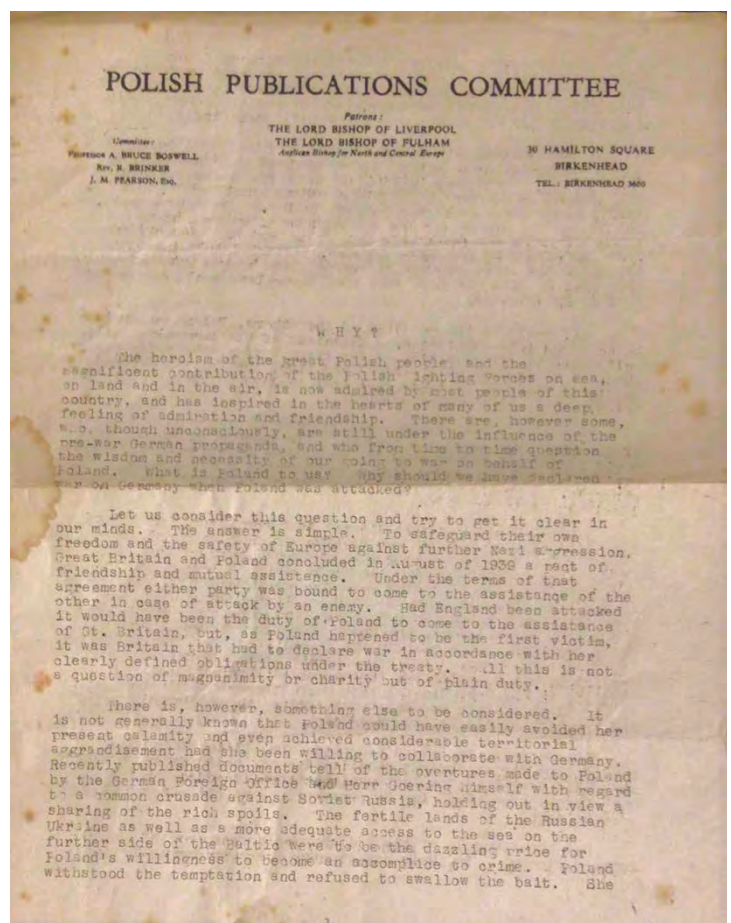 POLISH PUBLICATIONS COMMITTEE
Patrons:
THE LORD BISHOP OF LIVERPOOL
THE LORD BISHOP OF FULHAM
Anglican Bishop for North and Central Europe
Committee:
PROFESSOR A. BRUCE BOSWELL
REV. R. BRINKER
J. M. PEARSON, ESQ.
30 HAMILTON SQUARE
BIRKENHEAD
TEL.: BIRKENHEAD 3600
W H Y ?
The heroism of the great Polish people, and the
magnificent contribution of the Polish Fighting Forces on sea,
on land and in the air, is now admired by most people of this
country, and has inspired in the hearts of many of us a deep
feeling of admiration and friendship. There are, however some,
who, though unconsciously, are still under the influence of the
pre-war German propaganda, and who from time to time question
the wisdom and necessity of our going to war on behalf of
Poland. What is Poland to us? Why should we have declared
war on Germany when Poland was attacked?
Let us consider this question and try to get it clear in
our minds. The answer is simple. To safeguard their own
freedom and the safety of Europe against further Nazi aggression,
Great Britain and Poland concluded in August of 1939 a pact of
friendship and mutual assistance. Under the terms of that
agreement either party was bound to come to the assistance of the
other in case of attack by an enemy. Had England been attacked
it would have been the duty of Poland to come to the assistance
of Gt. Britain, but, as Poland happened to be the first victim,
it was Britain that had to declare war in accordance with her
clearly defined obligations under the treaty. All this is not
a question of magnanimity or charity but of plain duty.
There is, however, something else to be considered. It
is not generally known that Poland could have easily avoided her
present calamity and even achieved considerable territorial
aggrandisement had she been willing to collaborate with Germany.
Recently published documents tell of the overtures made to Poland
by the German Foreign Office and Herr Goering himself with regard
to a common crusade against Soviet Russia, holding out in view a
sharing of the rich spoils. The fertile lands of the Russian
Ukraine as well as a more adequate access to the sea on the
further side of the Baltic were to be the dazzling price for
Poland's willingness to become an accomplice to crime. Poland
withstood the temptation and refused to swallow the bait. She